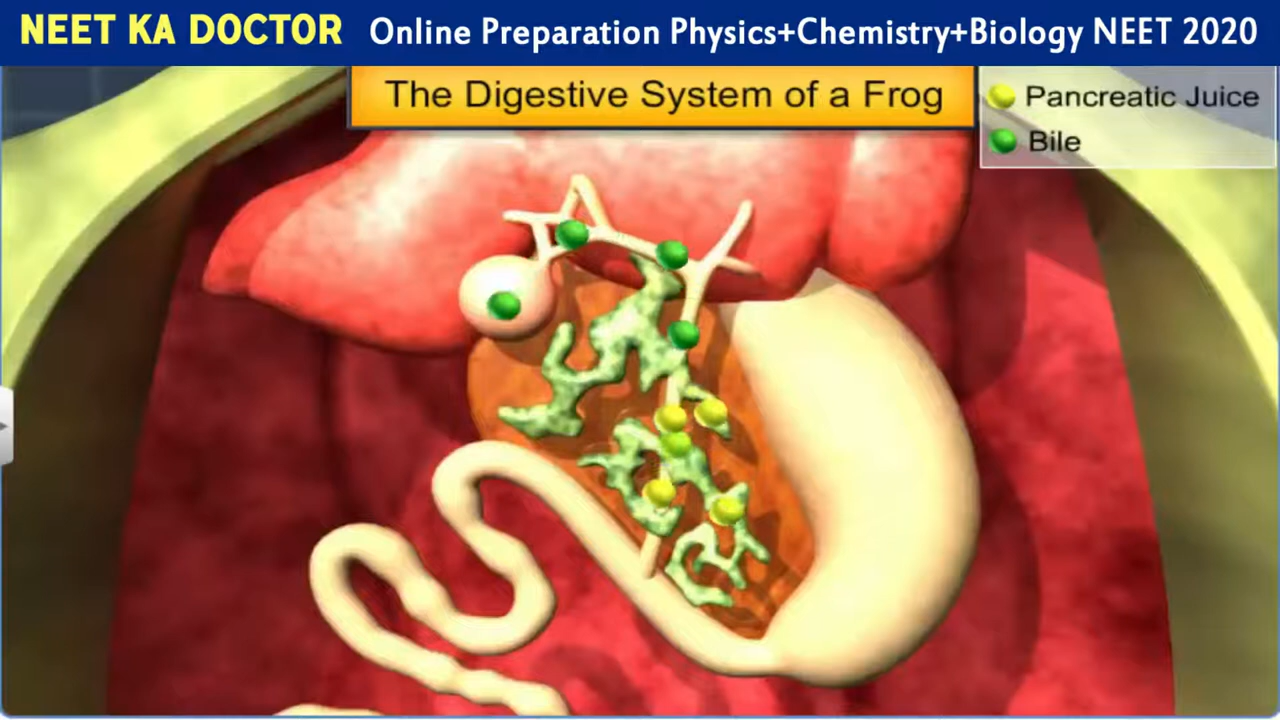 NEET KA DOCTOR Online Preparation Physics+Chemistry+Biology NEET 2020
The Digestive System of a Frog
Pancreatic Juice
Bile